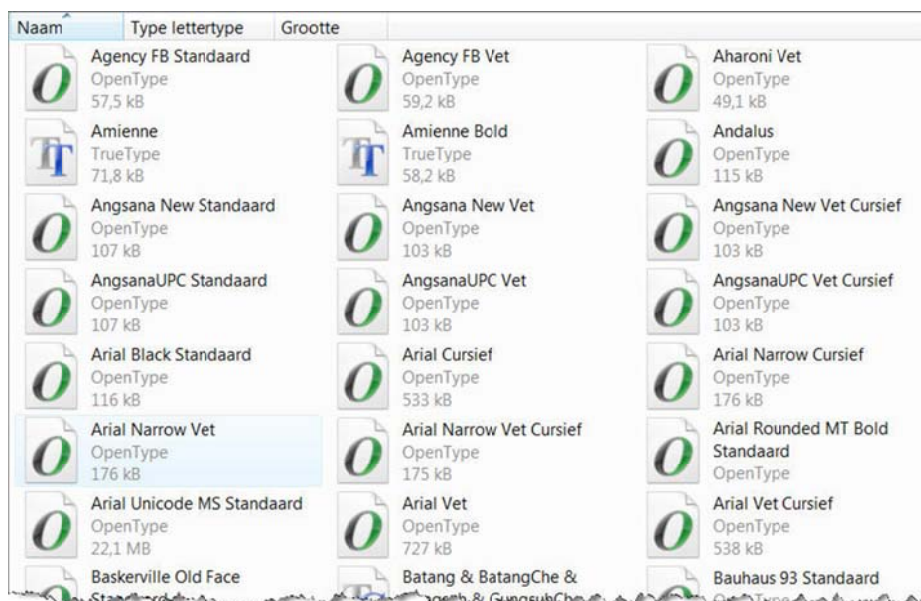 Naam Type lettertype Grootte
Agency FB Standaard
OpenType
57,5 kB
Agency FB Vet
OpenType
59,2 kB
Aharoni Vet
OpenType
49,1 kB
Amienne
TrueType
71,8 kB
Amienne Bold
TrueType
58,2 kB
Andalus
OpenType
115 kB
Angsana New Standaard
OpenType
107 kB
Angsana New Vet
OpenType
103 kB
Angsana New Vet Cursief
OpenType
103 kB
AngsanaUPC Standaard
OpenType
107 kB
AngsanaUPC Vet
OpenType
103 kB
AngsanaUPC Vet Cursief
OpenType
103 kB
Arial Black Standaard
OpenType
116 kB
Arial Cursief
OpenType
533 kB
Arial Narrow Cursief
OpenType
176 kB
Arial Narrow Vet
OpenType
176 kB
Arial Narrow Vet Cursief
OpenType
175 kB
Arial Rounded MT Bold
Standaard
OpenType
Arial Unicode MS Standaard
OpenType
22,1 MB
Arial Vet
OpenType
727 kB
Arial Vet Cursief
OpenType
538 kB
Baskerville Old Face
Batang & BatangChe &
Bauhaus 93 Standaard